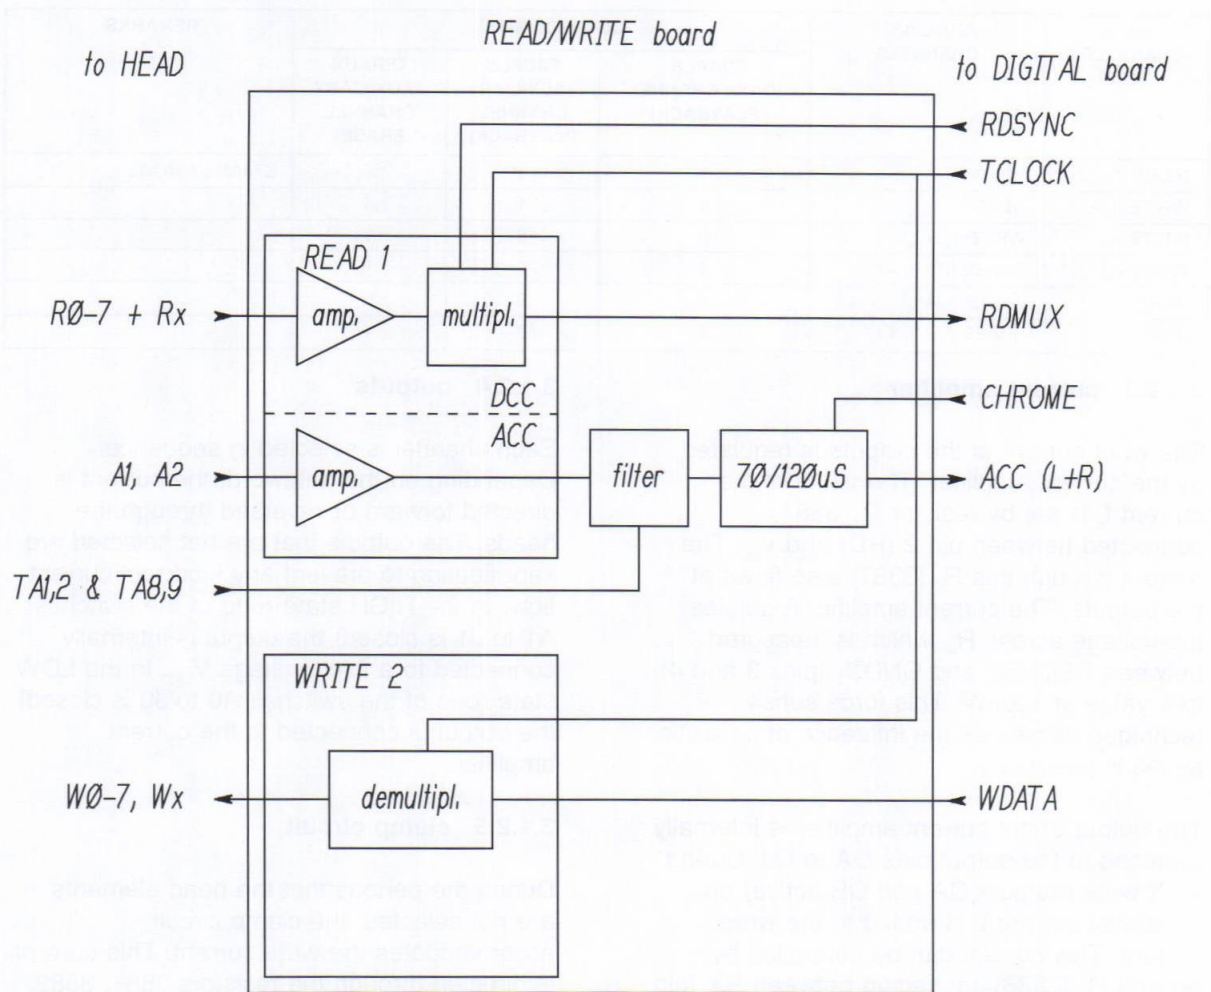 READ/WRITE board
to HEAD
to DIGITAL board
RDSYNC
TCLOCK
READ 1
RØ-7 + Rx
amp.
multipl.
RDMUX
DCC
CHROME
ACC
A1, A2
amp.
filter
7Ø/12ØuS
ACC (L+R)
TA1,2 & TA8,9
WRITE 2
WØ-7, Wx
demultipl.
WDATA